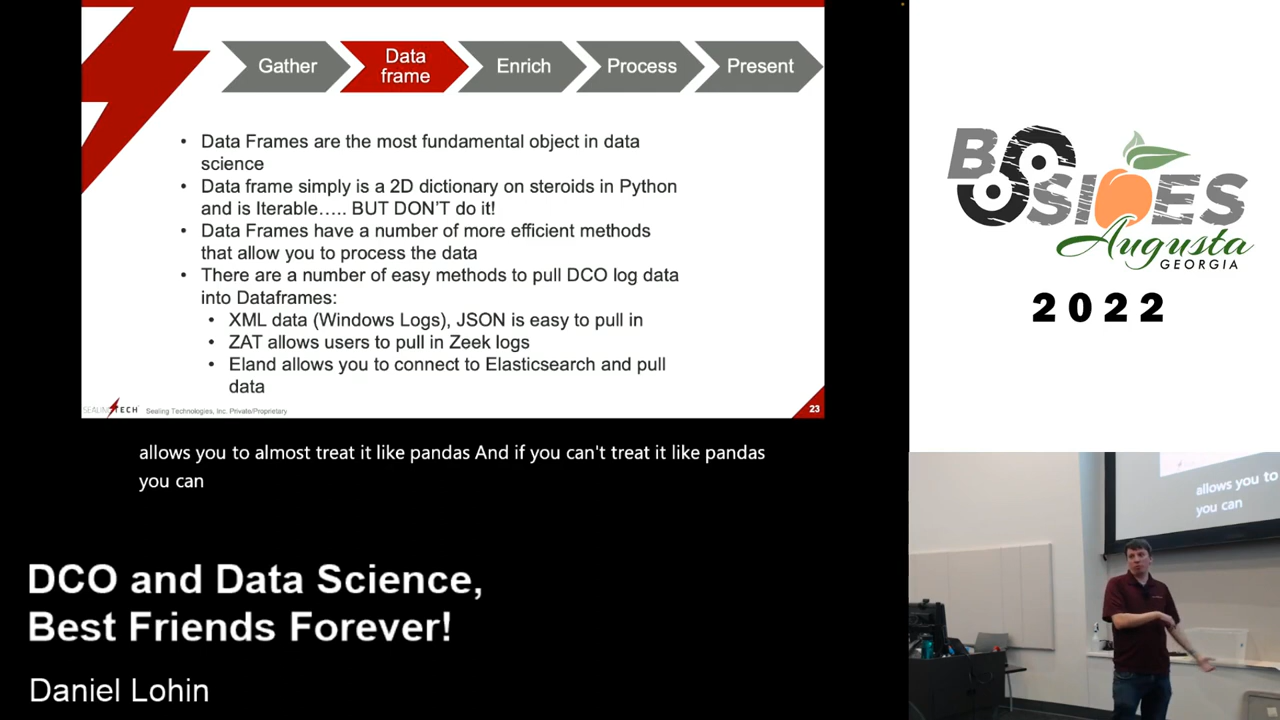 Gather
Data
frame
Enrich
Process
Present
• Data Frames are the most fundamental object in data
science
• Data frame simply is a 2D dictionary on steroids in Python
and is Iterable….. BUT DON'T do it!
• Data Frames have a number of more efficient methods
that allow you to process the data
• There are a number of easy methods to pull DCO log data
into Dataframes:
• XML data (Windows Logs), JSON is easy to pull in
• ZAT allows users to pull in Zeek logs
• Eland allows you to connect to Elasticsearch and pull
data
SEALINGTECH Sealing Technologies, Inc. Private/Proprietary
23
allows you to almost treat it like pandas And if you can't treat it like pandas
you can
DCO and Data Science,
Best Friends Forever!
Daniel Lohin
BSIDES
Augusta
GEORGIA
2022
allows you to
you can